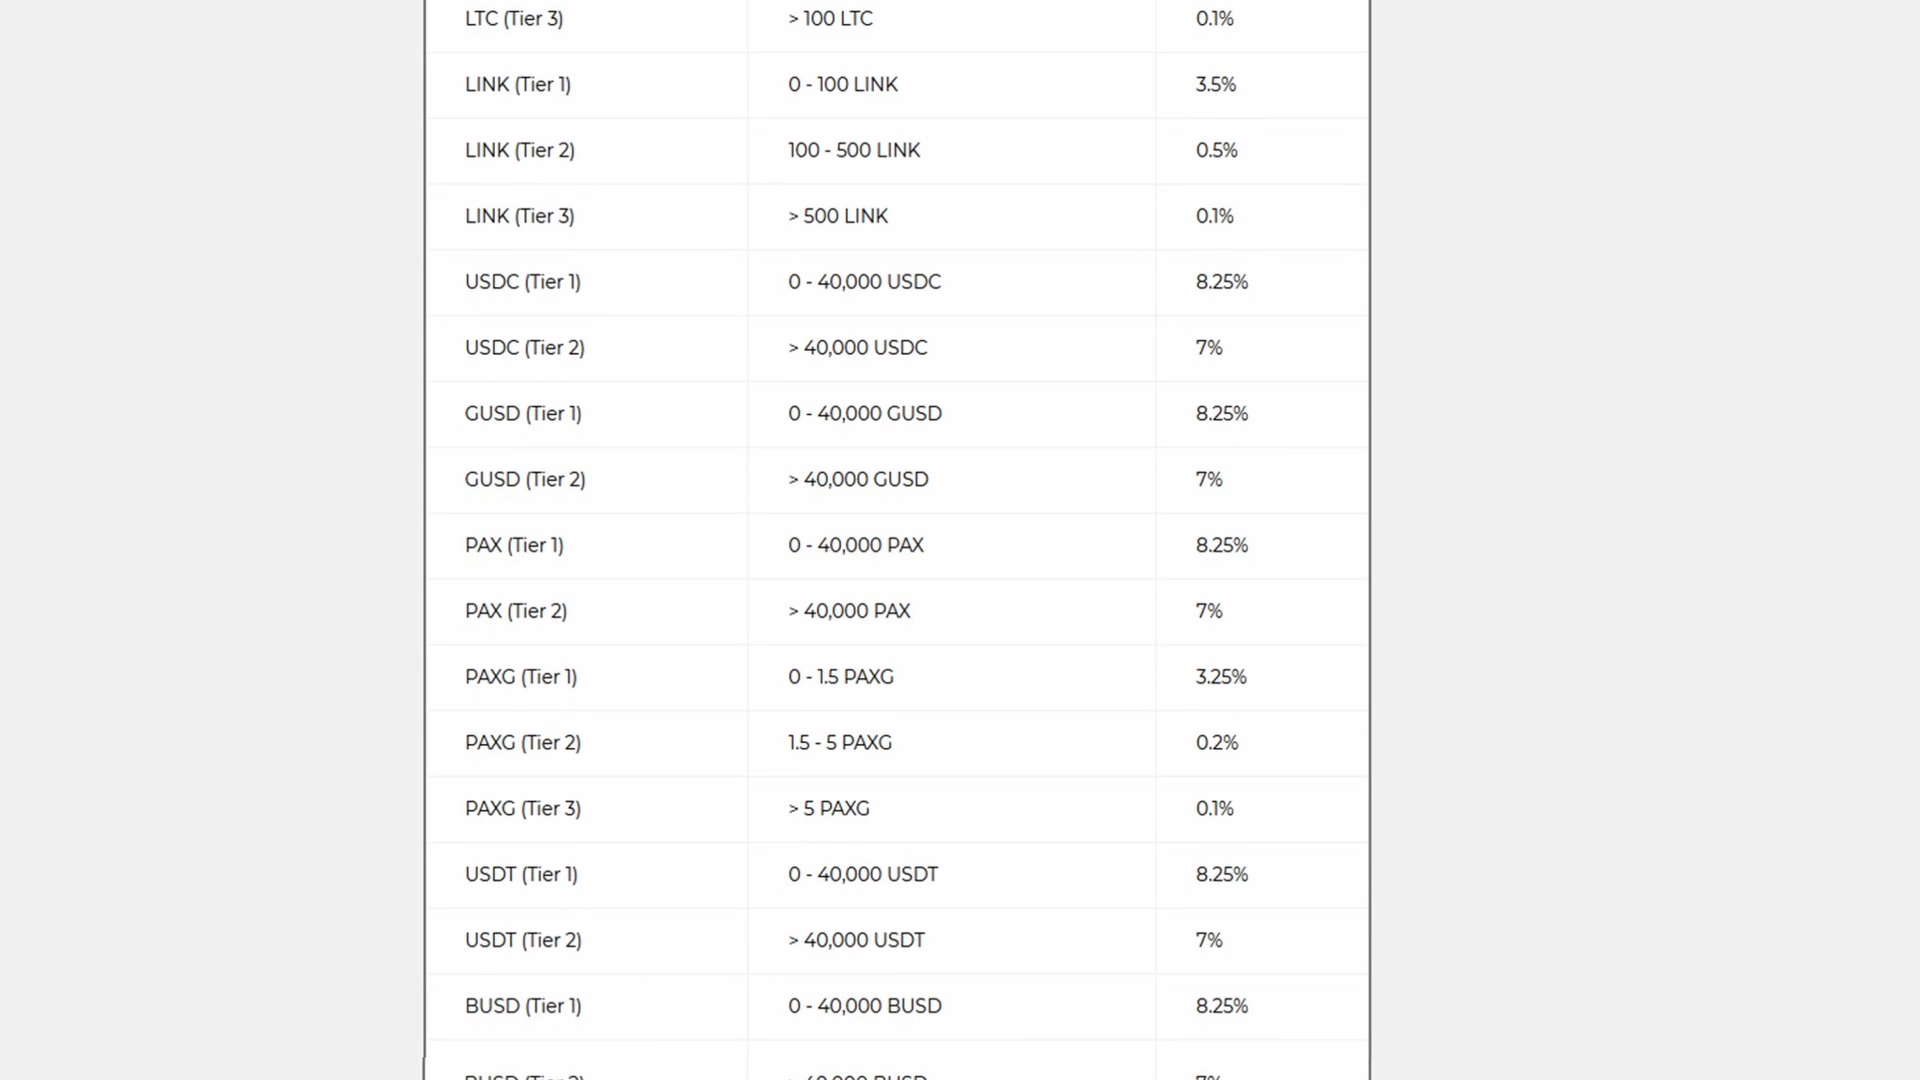 LTC (Tier 3) > 100 LTC 0.1%
LINK (Tier 1) 0 - 100 LINK 3.5%
LINK (Tier 2) 100 - 500 LINK 0.5%
LINK (Tier 3) > 500 LINK 0.1%
USDC (Tier 1) 0 - 40,000 USDC 8.25%
USDC (Tier 2) > 40,000 USDC 7%
GUSD (Tier 1) 0 - 40,000 GUSD 8.25%
GUSD (Tier 2) > 40,000 GUSD 7%
PAX (Tier 1) 0 - 40,000 PAX 8.25%
PAX (Tier 2) > 40,000 PAX 7%
PAXG (Tier 1) 0 - 1.5 PAXG 3.25%
PAXG (Tier 2) 1.5 - 5 PAXG 0.2%
PAXG (Tier 3) > 5 PAXG 0.1%
USDT (Tier 1) 0 - 40,000 USDT 8.25%
USDT (Tier 2) > 40,000 USDT 7%
BUSD (Tier 1) 0 - 40,000 BUSD 8.25%